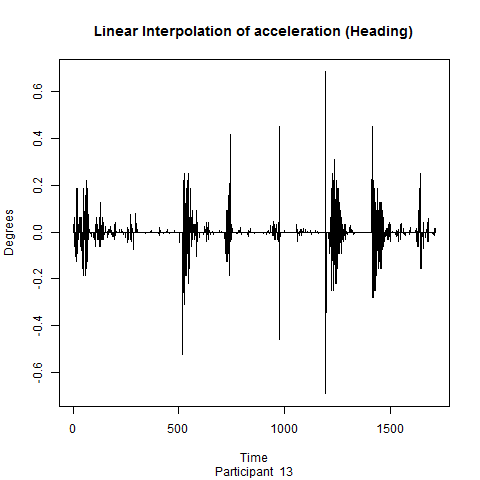 Linear Interpolation of acceleration (Heading)
Degrees
0.6
0.4
0.2
0.0
-0.2
-0.4
-0.6
0 500 1000 1500
Time
Participant 13